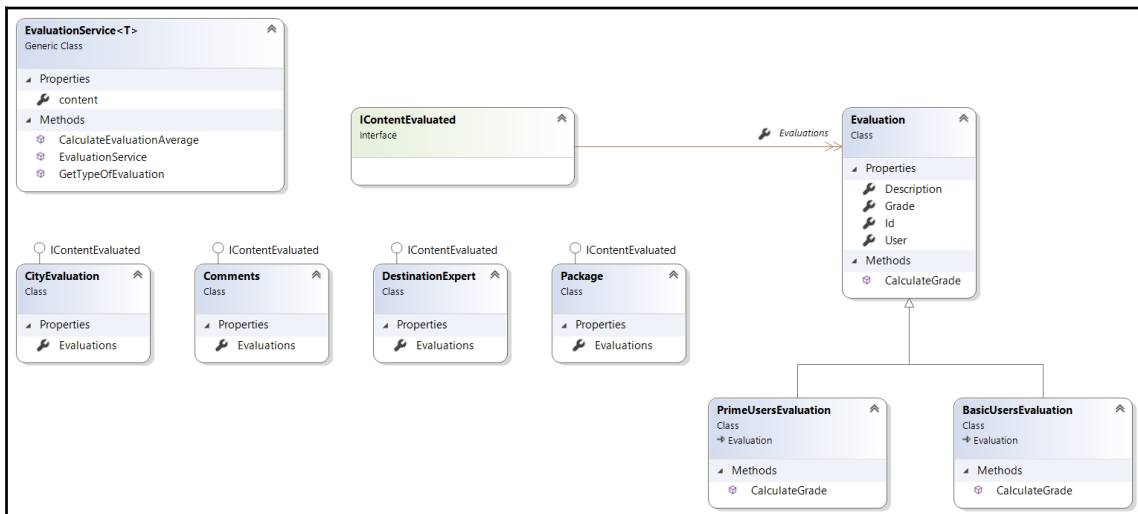 EvaluationService<T>
Generic Class
Properties
content
Methods
CalculateEvaluationAverage
EvaluationService
GetTypeOfEvaluation
IContentEvaluated
Interface
Evaluations
Evaluation
Class
Properties
Description
Grade
Id
User
Methods
CalculateGrade
IContentEvaluated
CityEvaluation
Class
Properties
Evaluations
IContentEvaluated
Comments
Class
Properties
Evaluations
IContentEvaluated
DestinationExpert
Class
Properties
Evaluations
IContentEvaluated
Package
Class
Properties
Evaluations
PrimeUsersEvaluation
Class
Evaluation
Methods
CalculateGrade
BasicUsersEvaluation
Class
Evaluation
Methods
CalculateGrade